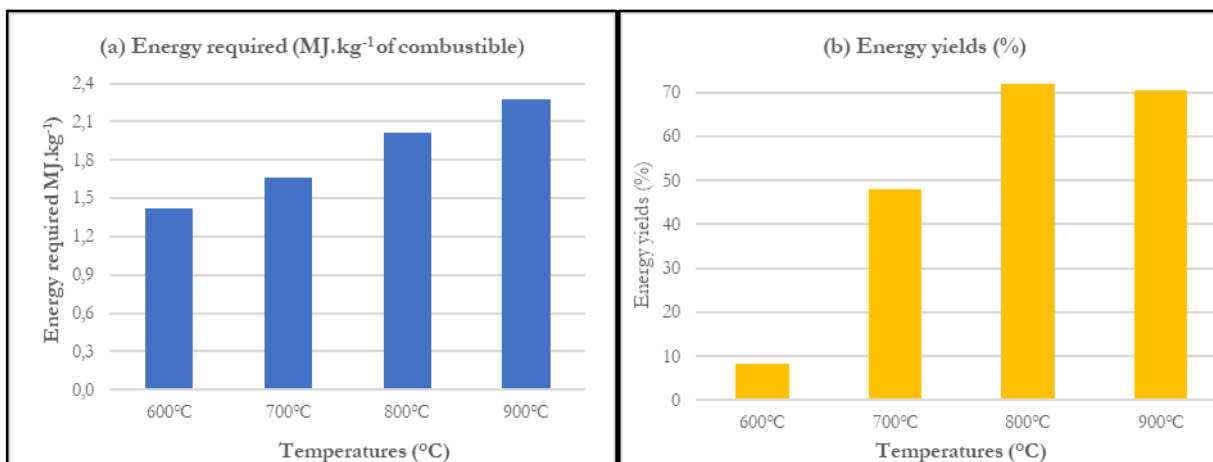 (a) Energy required (MJ.kg⁻¹ of combustible)
Energy required MJ.kg⁻¹
2,4
2,1
1,8
1,5
1,2
0,9
0,6
0,3
0,0
600°C 700°C 800°C 900°C
Temperatures (°C)
(b) Energy yields (%)
Energy yields (%)
70
60
50
40
30
20
10
0
600°C 700°C 800°C 900°C
Temperatures (°C)